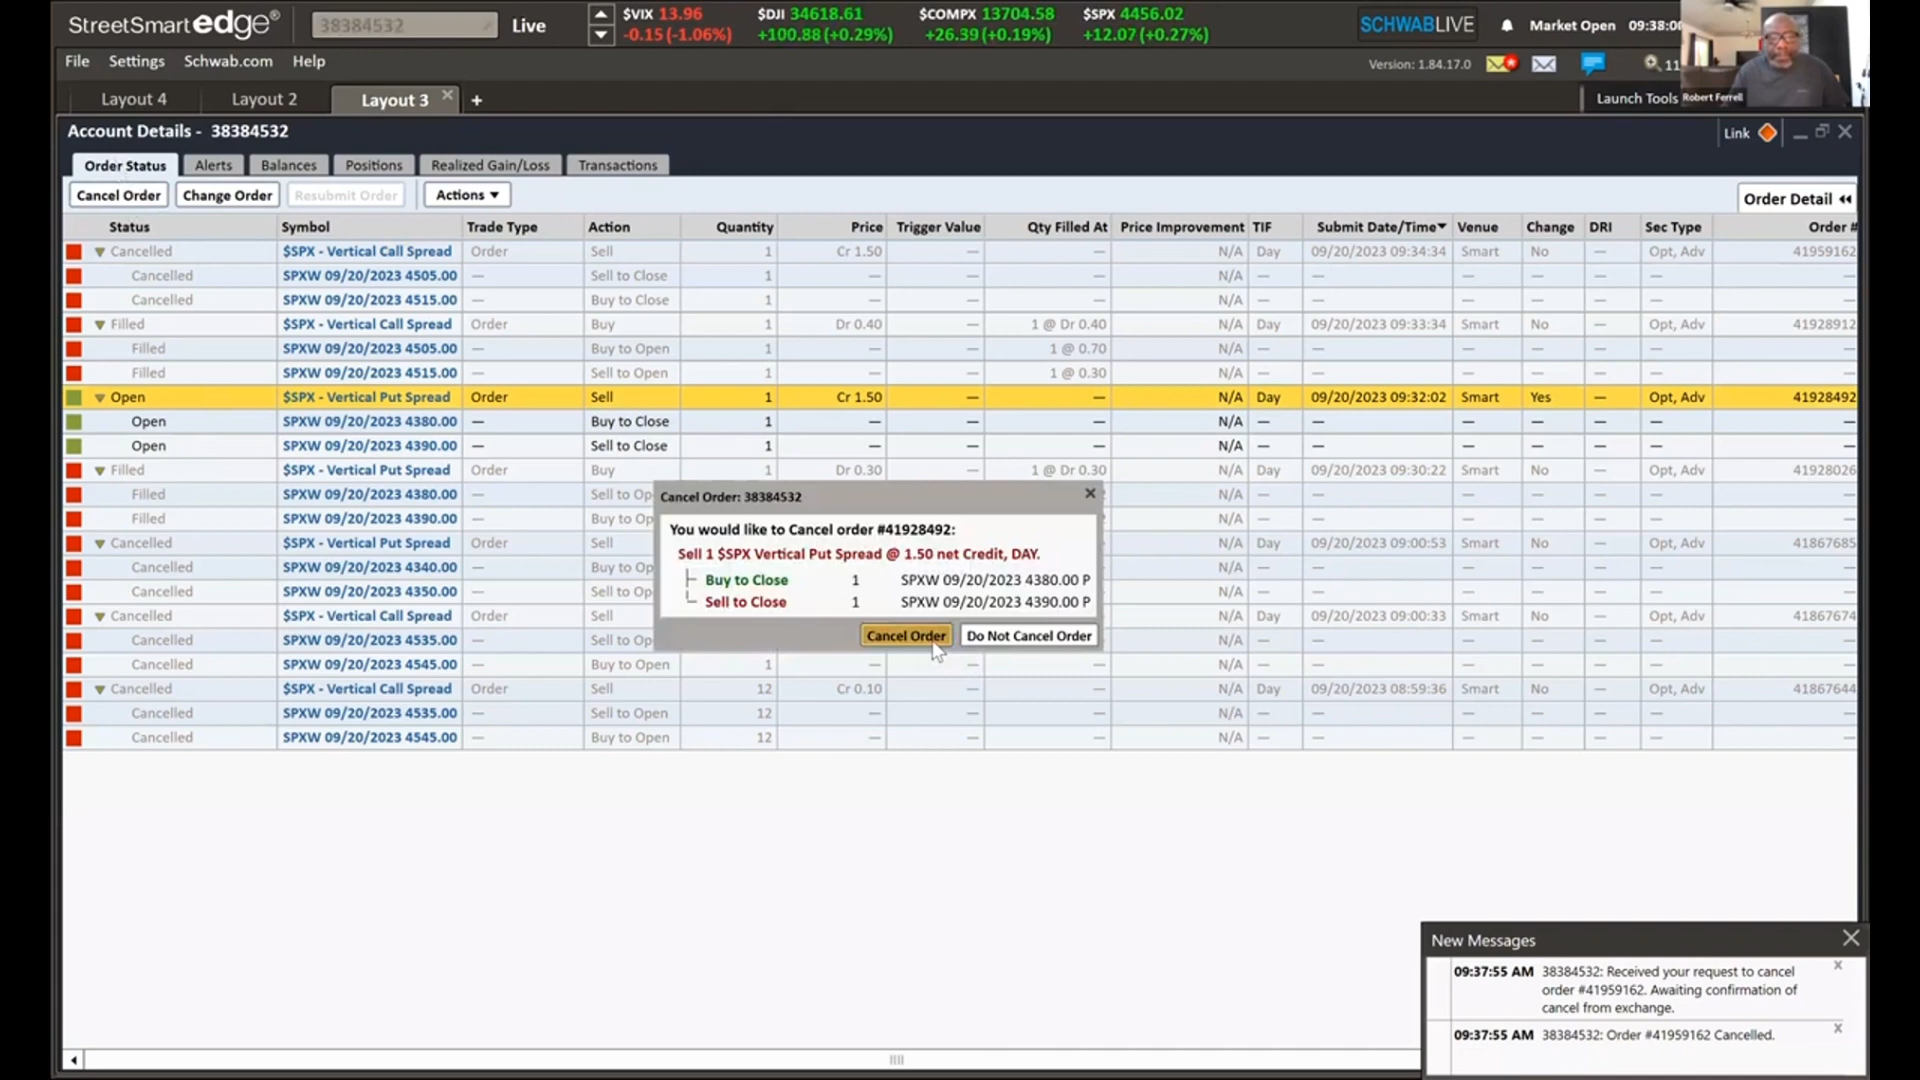 StreetSmart edge® 38384532 Live
$VIX 13.96 $DJI 34618.61 $COMPX 13704.58 $SPX 4456.02
-0.15 (-1.06%) +100.88 (+0.29%) +26.39 (+0.19%) +12.07 (+0.27%)
SCHWABLIVE Market Open 09:38:00
File Settings Schwab.com Help
Version: 1.84.17.0
Layout 4 Layout 2 Layout 3 +
Launch Tools Robert Ferrell
Account Details - 38384532
Link
Order Status Alerts Balances Positions Realized Gain/Loss Transactions
Cancel Order Change Order Resubmit Order Actions Order Detail
Status Symbol Trade Type Action Quantity Price Trigger Value Qty Filled At Price Improvement TIF Submit Date/Time Venue Change DRI Sec Type Order #
Cancelled $SPX - Vertical Call Spread Order Sell 1 Cr 1.50 — — N/A Day 09/20/2023 09:34:34 Smart No — Opt, Adv 41959162
Cancelled SPXW 09/20/2023 4505.00 — Sell to Close 1 — — — N/A — — — — — — —
Cancelled SPXW 09/20/2023 4515.00 — Buy to Close 1 — — — N/A — — — — — — —
Filled $SPX - Vertical Call Spread Order Buy 1 Dr 0.40 — 1 @ Dr 0.40 N/A Day 09/20/2023 09:33:34 Smart No — Opt, Adv 41928912
Filled SPXW 09/20/2023 4505.00 — Buy to Open 1 — — 1 @ 0.70 N/A — — — — — — —
Filled SPXW 09/20/2023 4515.00 — Sell to Open 1 — — 1 @ 0.30 N/A — — — — — — —
Open $SPX - Vertical Put Spread Order Sell 1 Cr 1.50 — — N/A Day 09/20/2023 09:32:02 Smart Yes — Opt, Adv 41928492
Open SPXW 09/20/2023 4380.00 — Buy to Close 1 — — — N/A — — — — — — —
Open SPXW 09/20/2023 4390.00 — Sell to Close 1 — — — N/A — — — — — — —
Filled $SPX - Vertical Put Spread Order Buy 1 Dr 0.30 — 1 @ Dr 0.30 N/A Day 09/20/2023 09:30:22 Smart No — Opt, Adv 41928026
Filled SPXW 09/20/2023 4380.00 — Sell to Op N/A — — — — — — —
Filled SPXW 09/20/2023 4390.00 — Buy to Op N/A — — — — — — —
Cancelled $SPX - Vertical Put Spread Order Sell N/A Day 09/20/2023 09:00:53 Smart No — Opt, Adv 41867685
Cancelled SPXW 09/20/2023 4340.00 — Buy to Op N/A — — — — — — —
Cancelled SPXW 09/20/2023 4350.00 — Sell to Op N/A — — — — — — —
Cancelled $SPX - Vertical Call Spread Order Sell N/A Day 09/20/2023 09:00:33 Smart No — Opt, Adv 41867674
Cancelled SPXW 09/20/2023 4535.00 — Sell to Op N/A — — — — — — —
Cancelled SPXW 09/20/2023 4545.00 — Buy to Open 1 — — — N/A — — — — — — —
Cancelled $SPX - Vertical Call Spread Order Sell 12 Cr 0.10 — — N/A Day 09/20/2023 08:59:36 Smart No — Opt, Adv 41867644
Cancelled SPXW 09/20/2023 4535.00 — Sell to Open 12 — — — N/A — — — — — — —
Cancelled SPXW 09/20/2023 4545.00 — Buy to Open 12 — — — N/A — — — — — — —
Cancel Order: 38384532
You would like to Cancel order #41928492:
Sell 1 $SPX Vertical Put Spread @ 1.50 net Credit, DAY.
Buy to Close 1 SPXW 09/20/2023 4380.00 P
Sell to Close 1 SPXW 09/20/2023 4390.00 P
Cancel Order Do Not Cancel Order
New Messages
09:37:55 AM 38384532: Received your request to cancel
order #41959162. Awaiting confirmation of
cancel from exchange.
09:37:55 AM 38384532: Order #41959162 Cancelled.